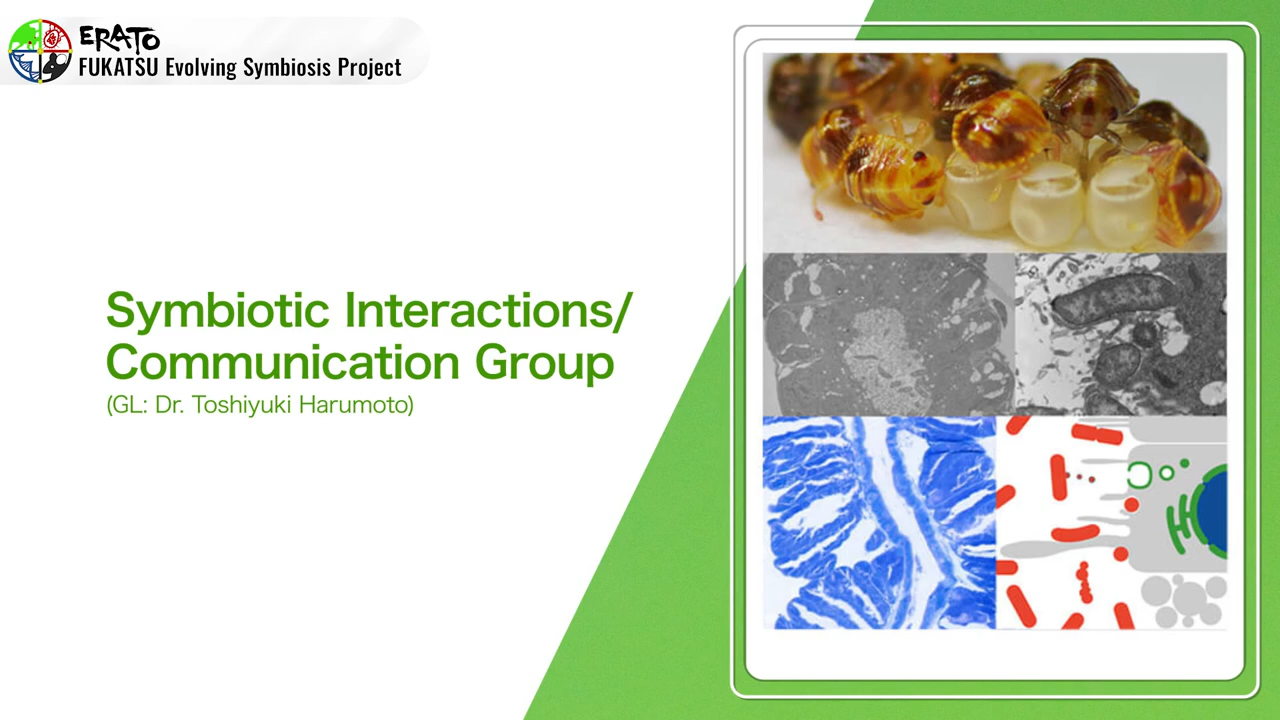 ERATO
FUKATSU Evolving Symbiosis Project
Symbiotic Interactions/
Communication Group
(GL: Dr. Toshiyuki Harumoto)